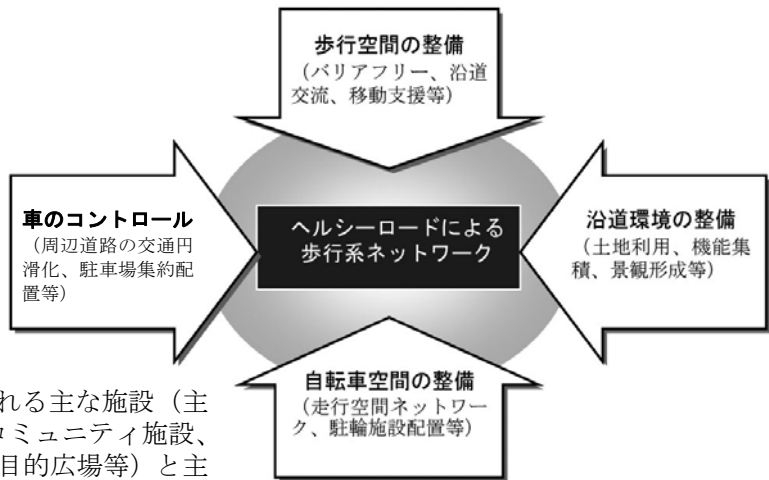 歩行空間の整備
（バリアフリー、沿道
交流、移動支援等）
車のコントロール
（周辺道路の交通円
滑化、駐車場集約配
置等）
ヘルシーロードによる
歩行系ネットワーク
沿道環境の整備
（土地利用、機能集
積、景観形成等）
自転車空間の整備
（走行空間ネットワー
ク、駐輪施設配置等）
れる主な施設（主
コミュニティ施設、
目的広場等）と主